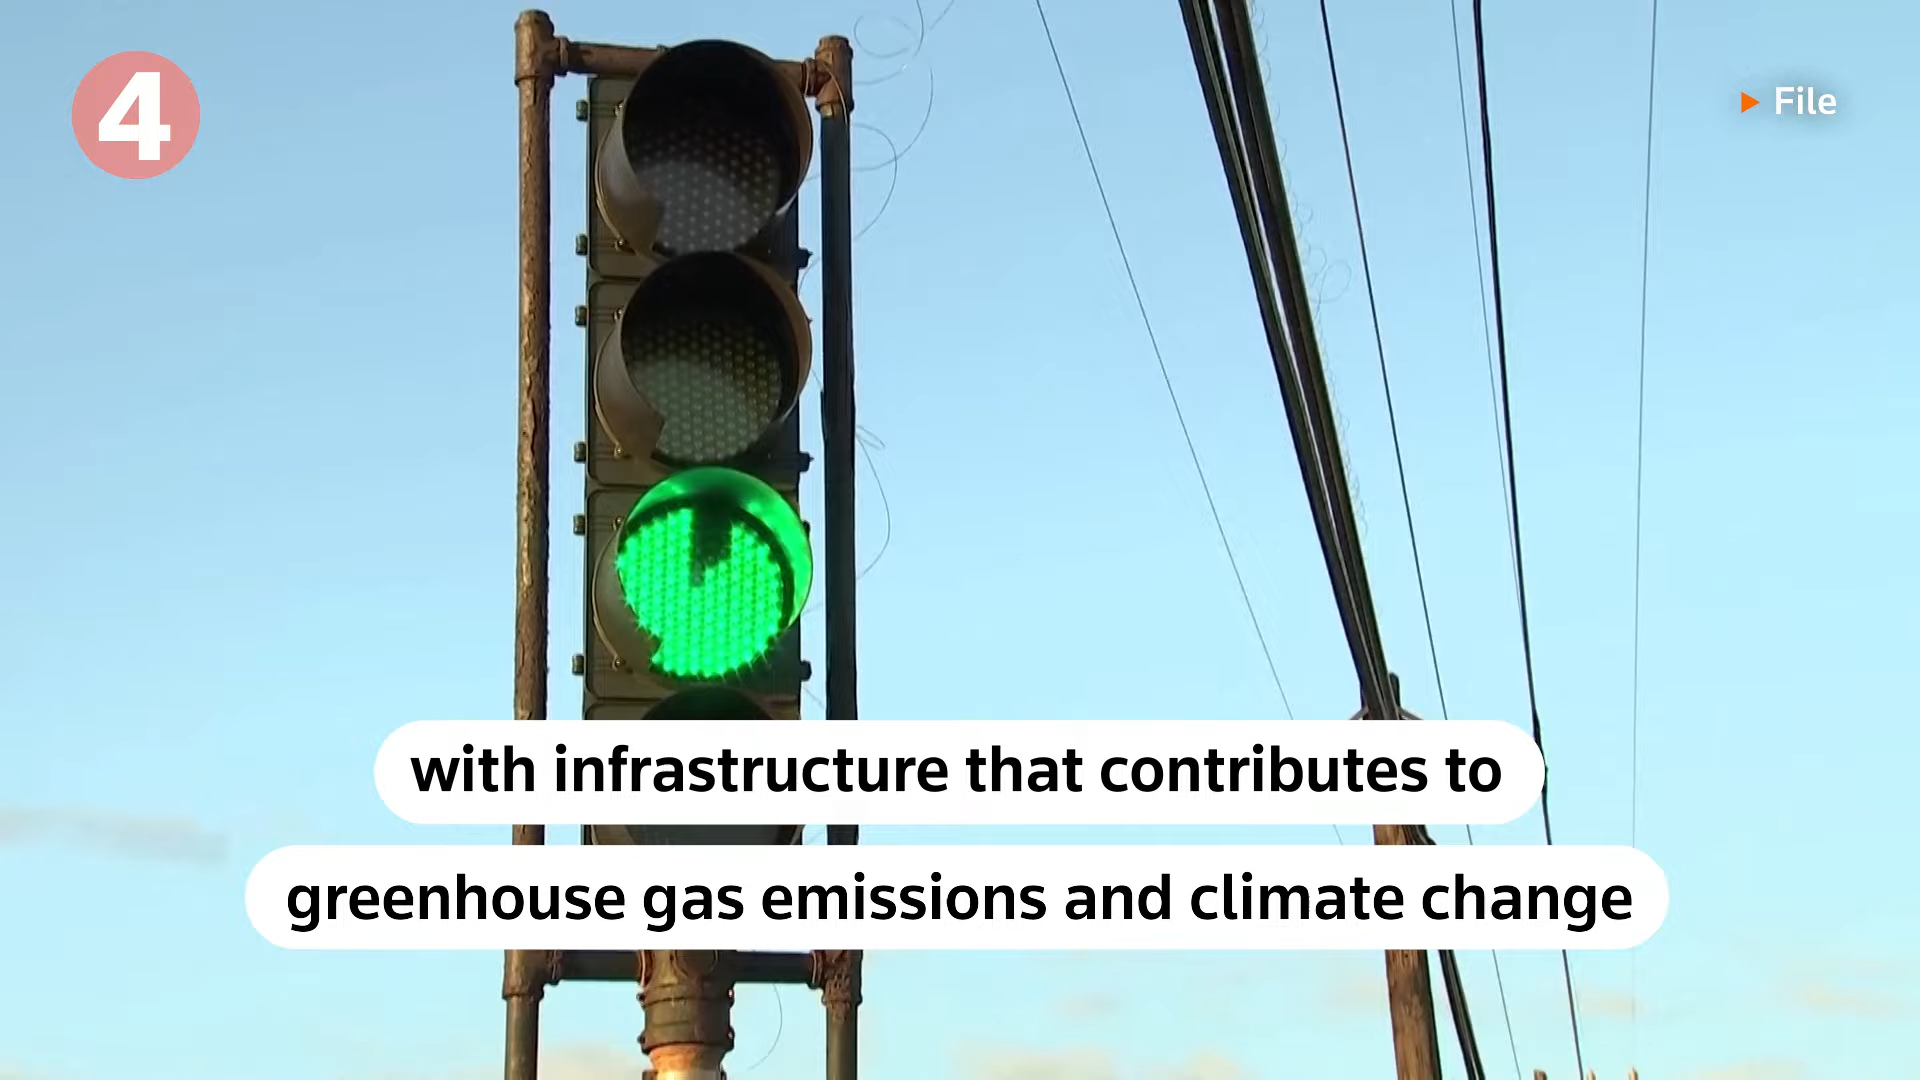 4
File
with infrastructure that contributes to
greenhouse gas emissions and climate change